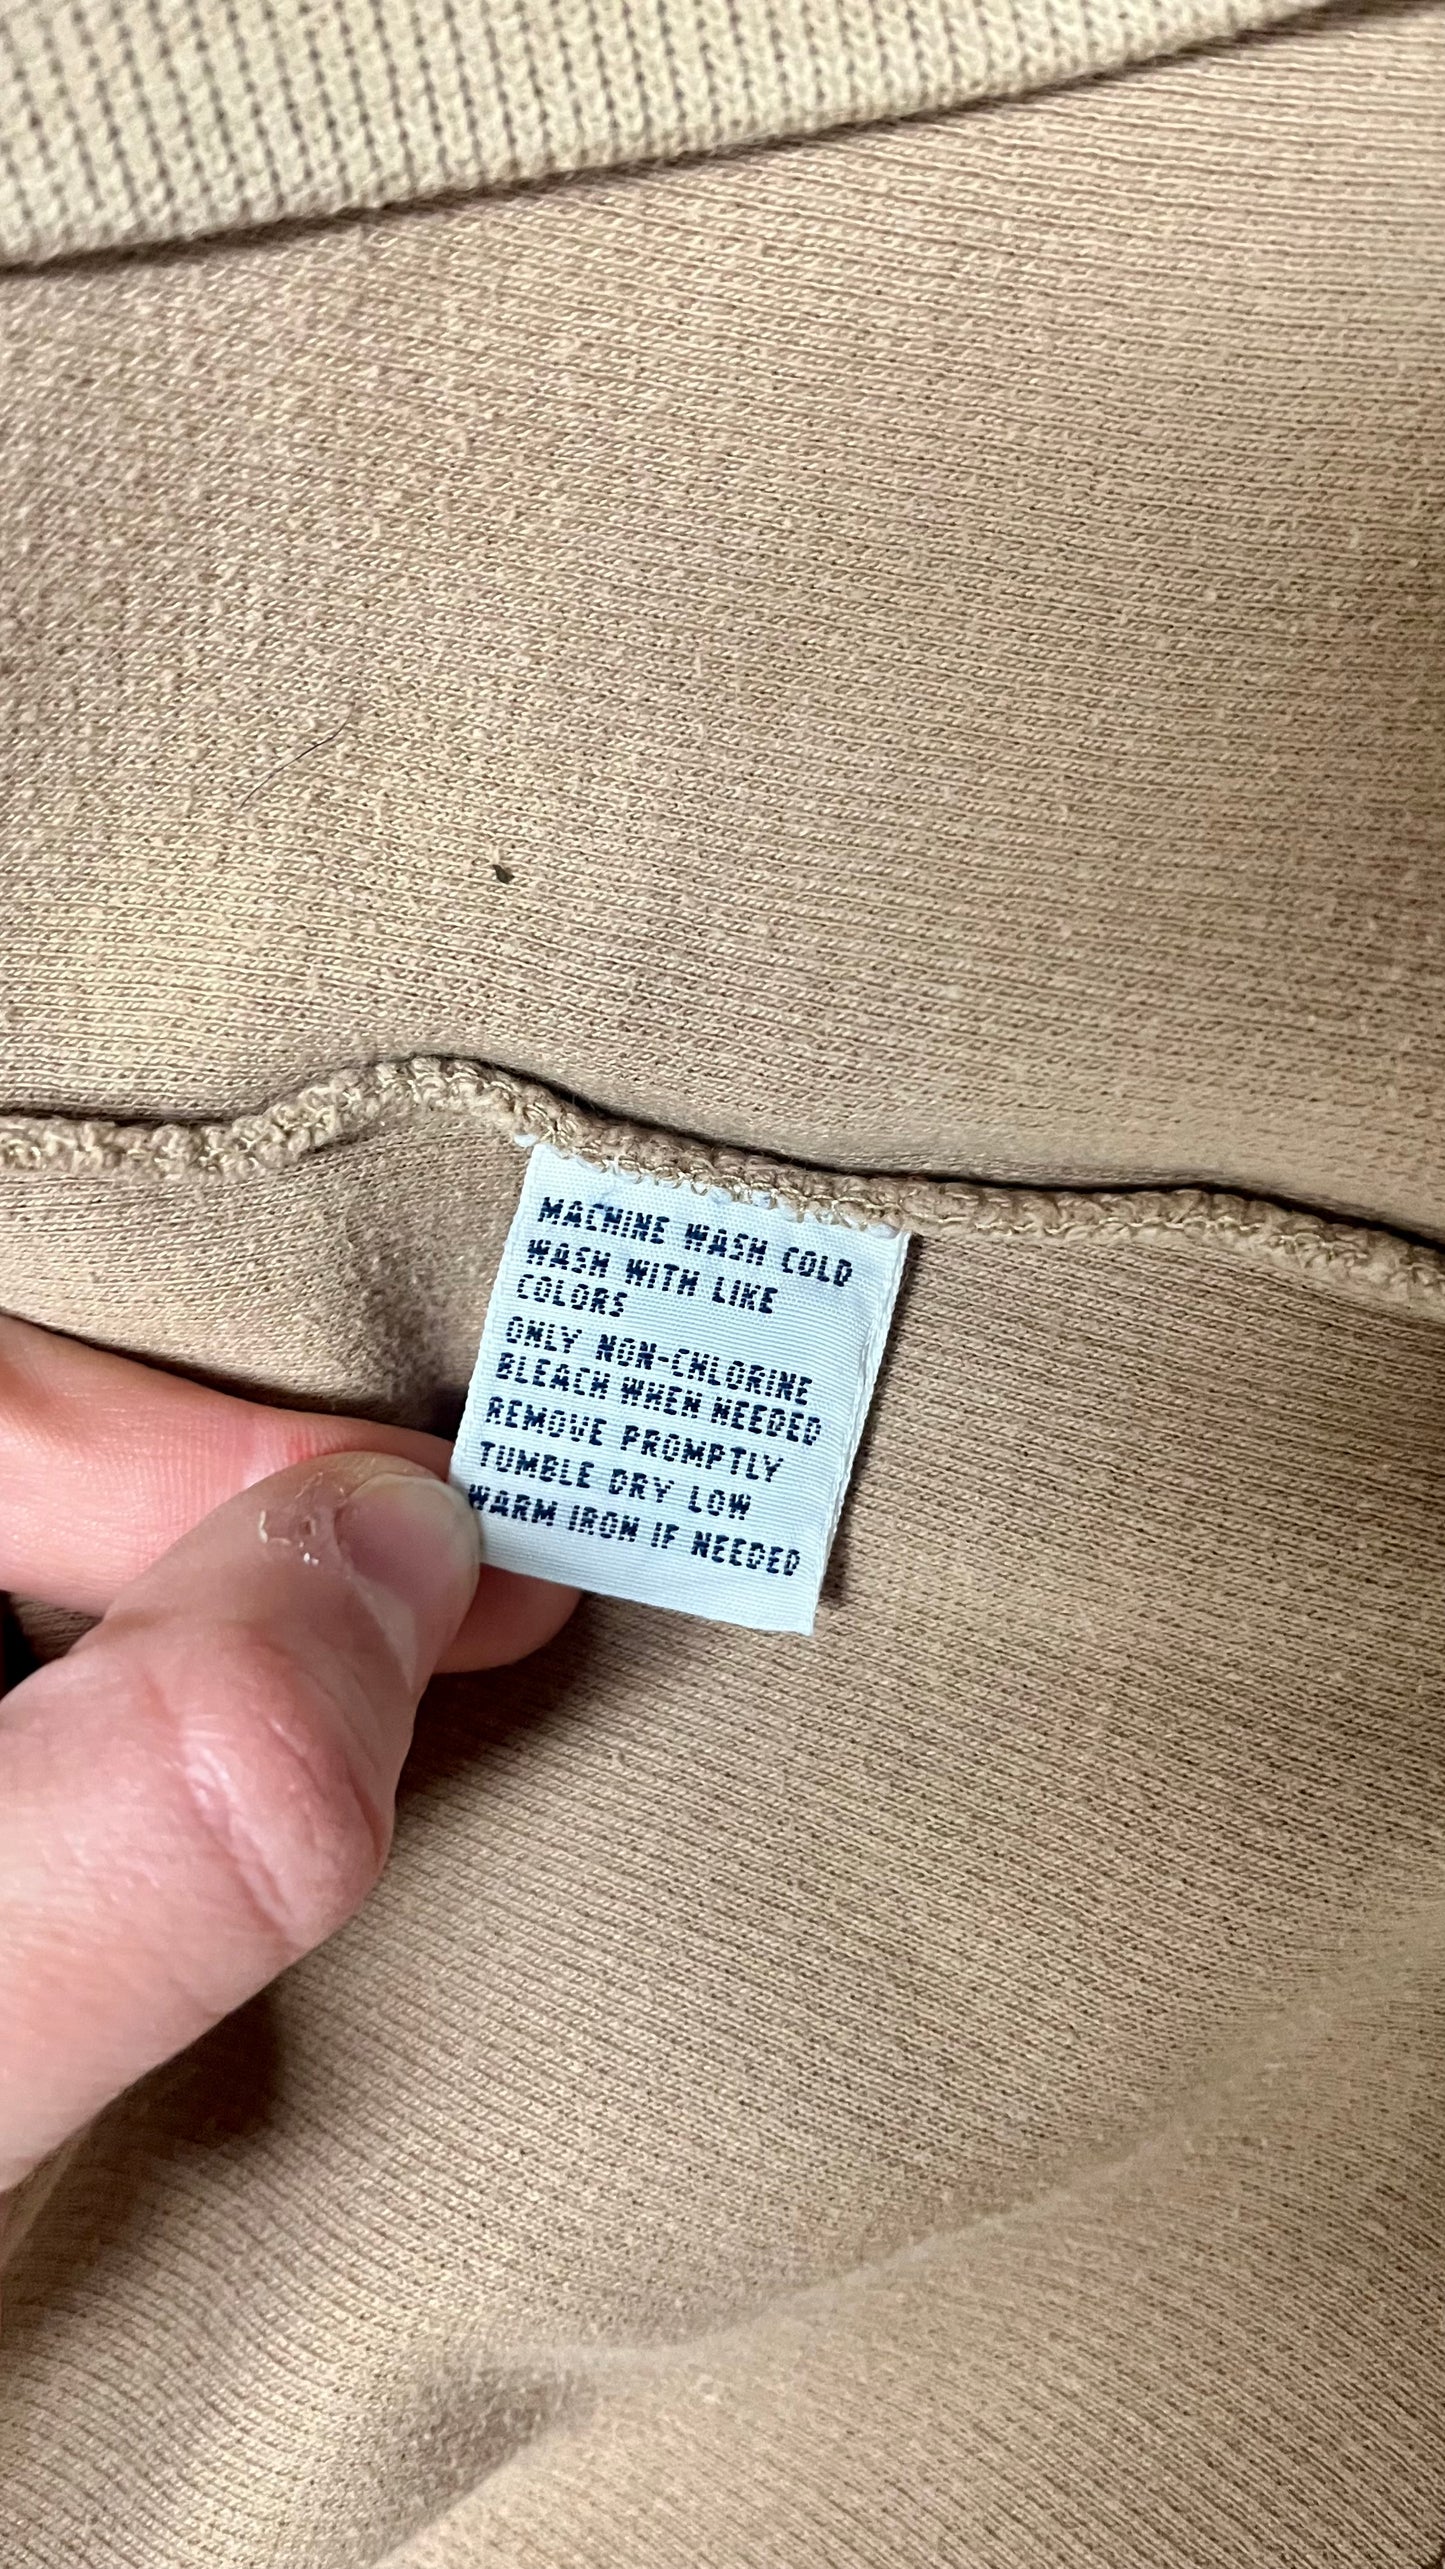 MACHINE WASH COLD
WASH WITH LIKE
COLORS
ONLY NON-CHLORINE
BLEACH WHEN NEEDED
REMOVE PROMPTLY
TUMBLE DRY LOW
WARM IRON IF NEEDED